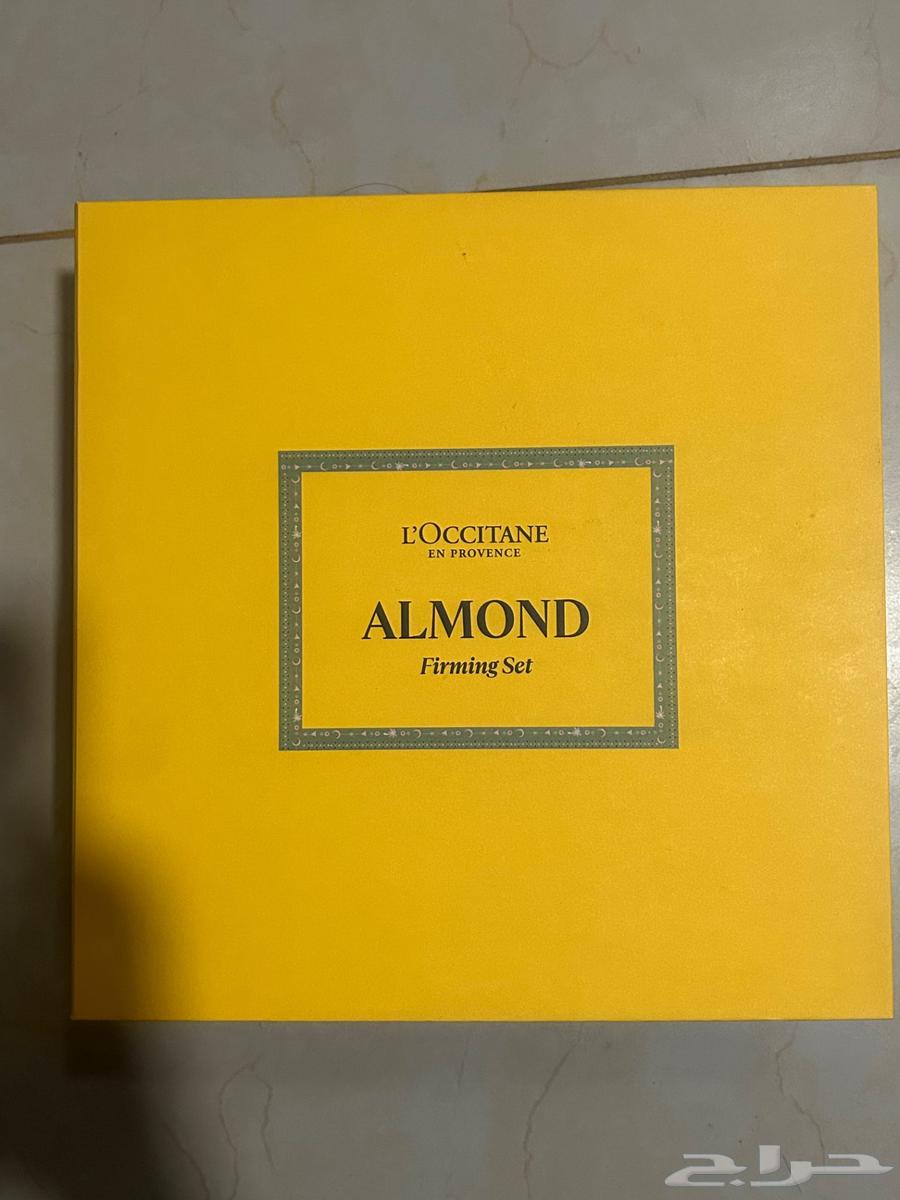 L'OCCITANE
EN PROVENCE
ALMOND
Firming Set
حراج